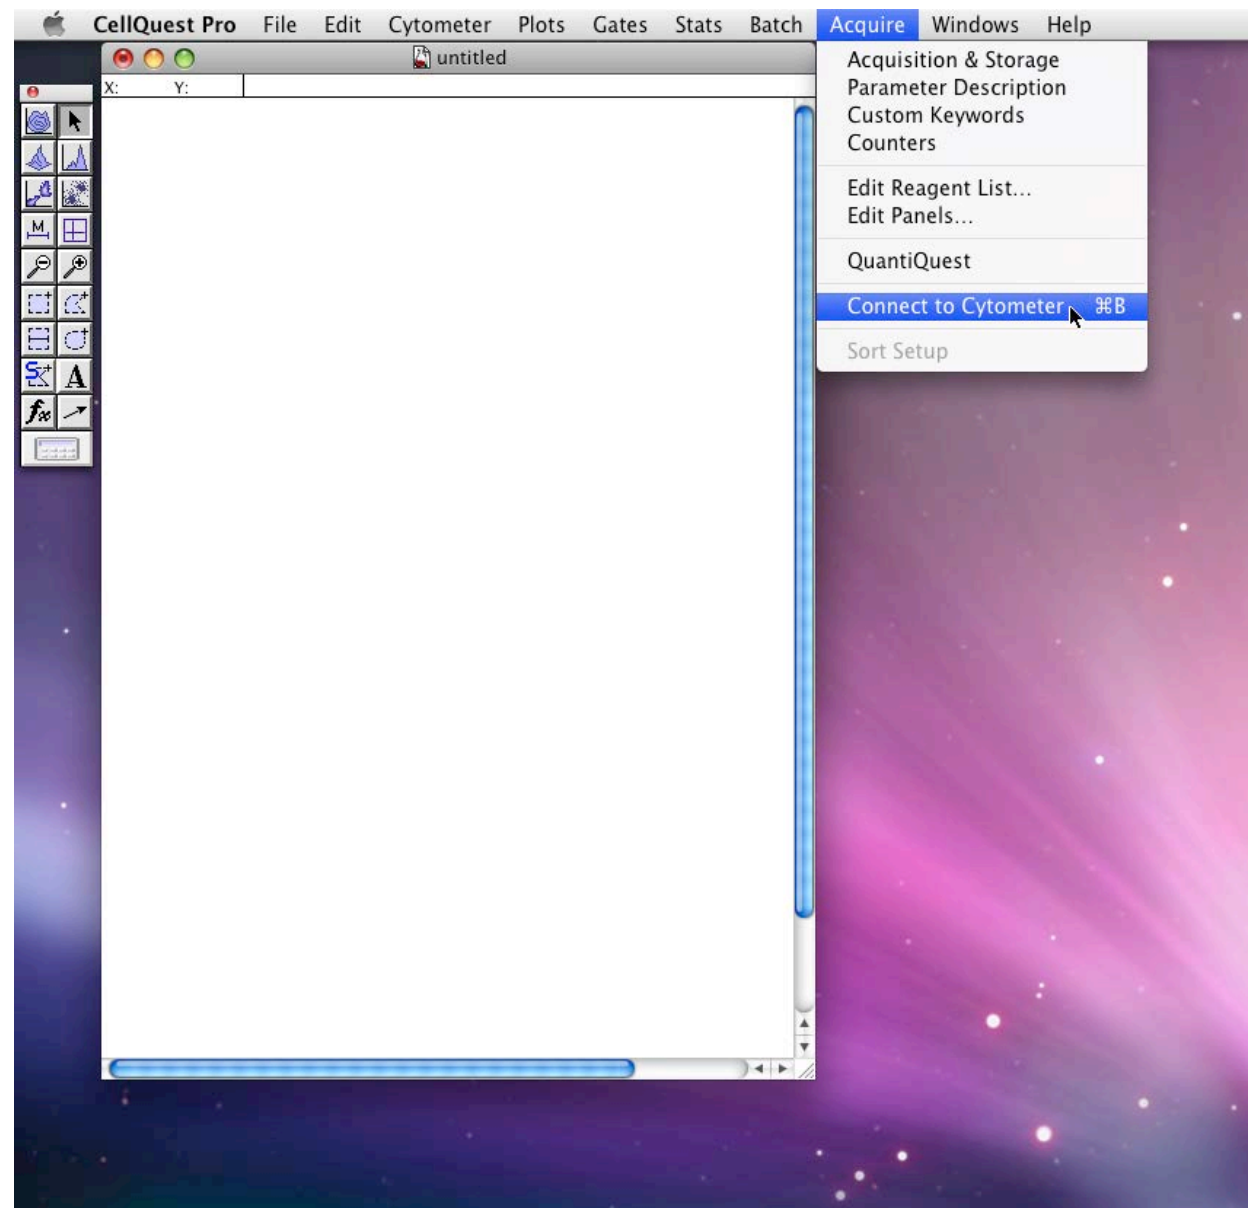 CellQuest Pro File Edit Cytometer Plots Gates Stats Batch Acquire Windows Help
untitled
X: Y:
Acquisition & Storage
Parameter Description
Custom Keywords
Counters
Edit Reagent List...
Edit Panels...
QuantiQuest
Connect to Cytometer ⌘B
Sort Setup
M
S
A
fx